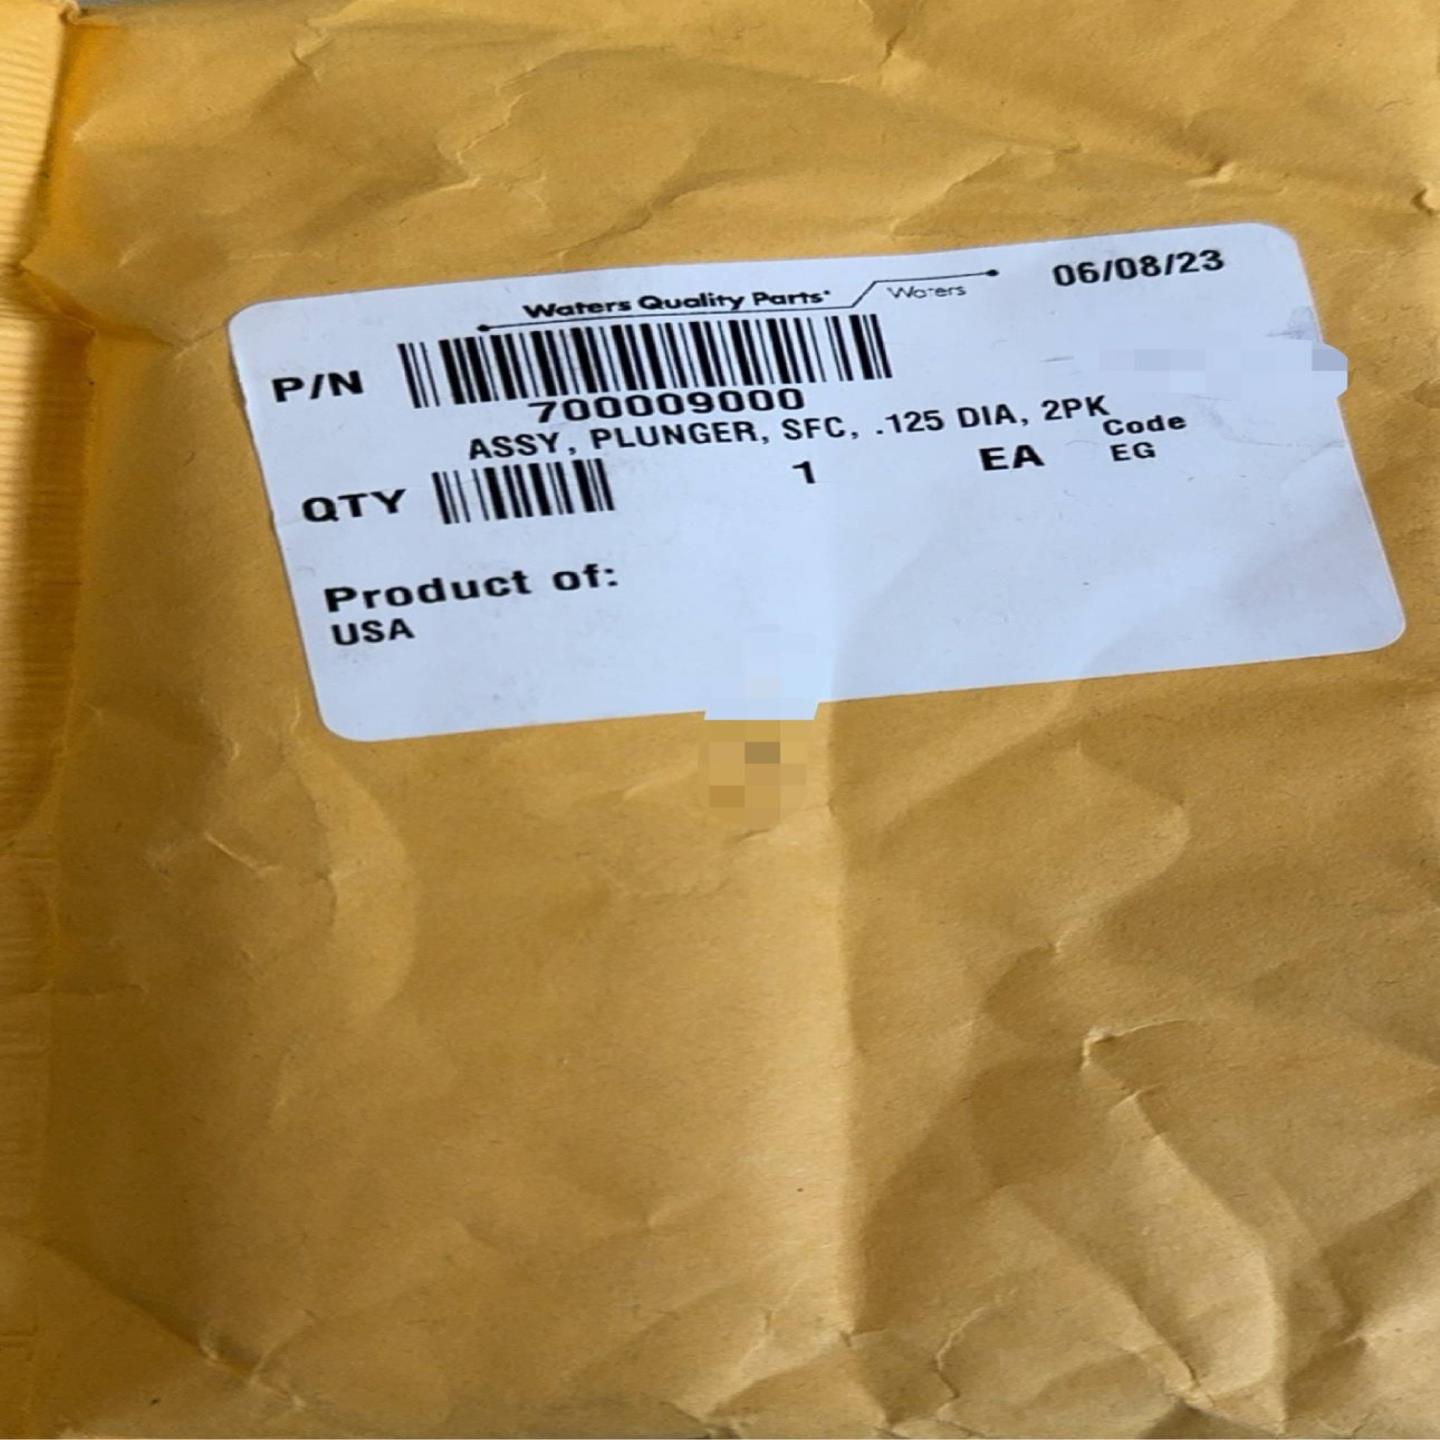 Waters Quality Parts
Waters
06/08/23
P/N
700009000
ASSY, PLUNGER, SFC, .125 DIA, 2PK
QTY 1 EA
Code
EG
Product of:
USA